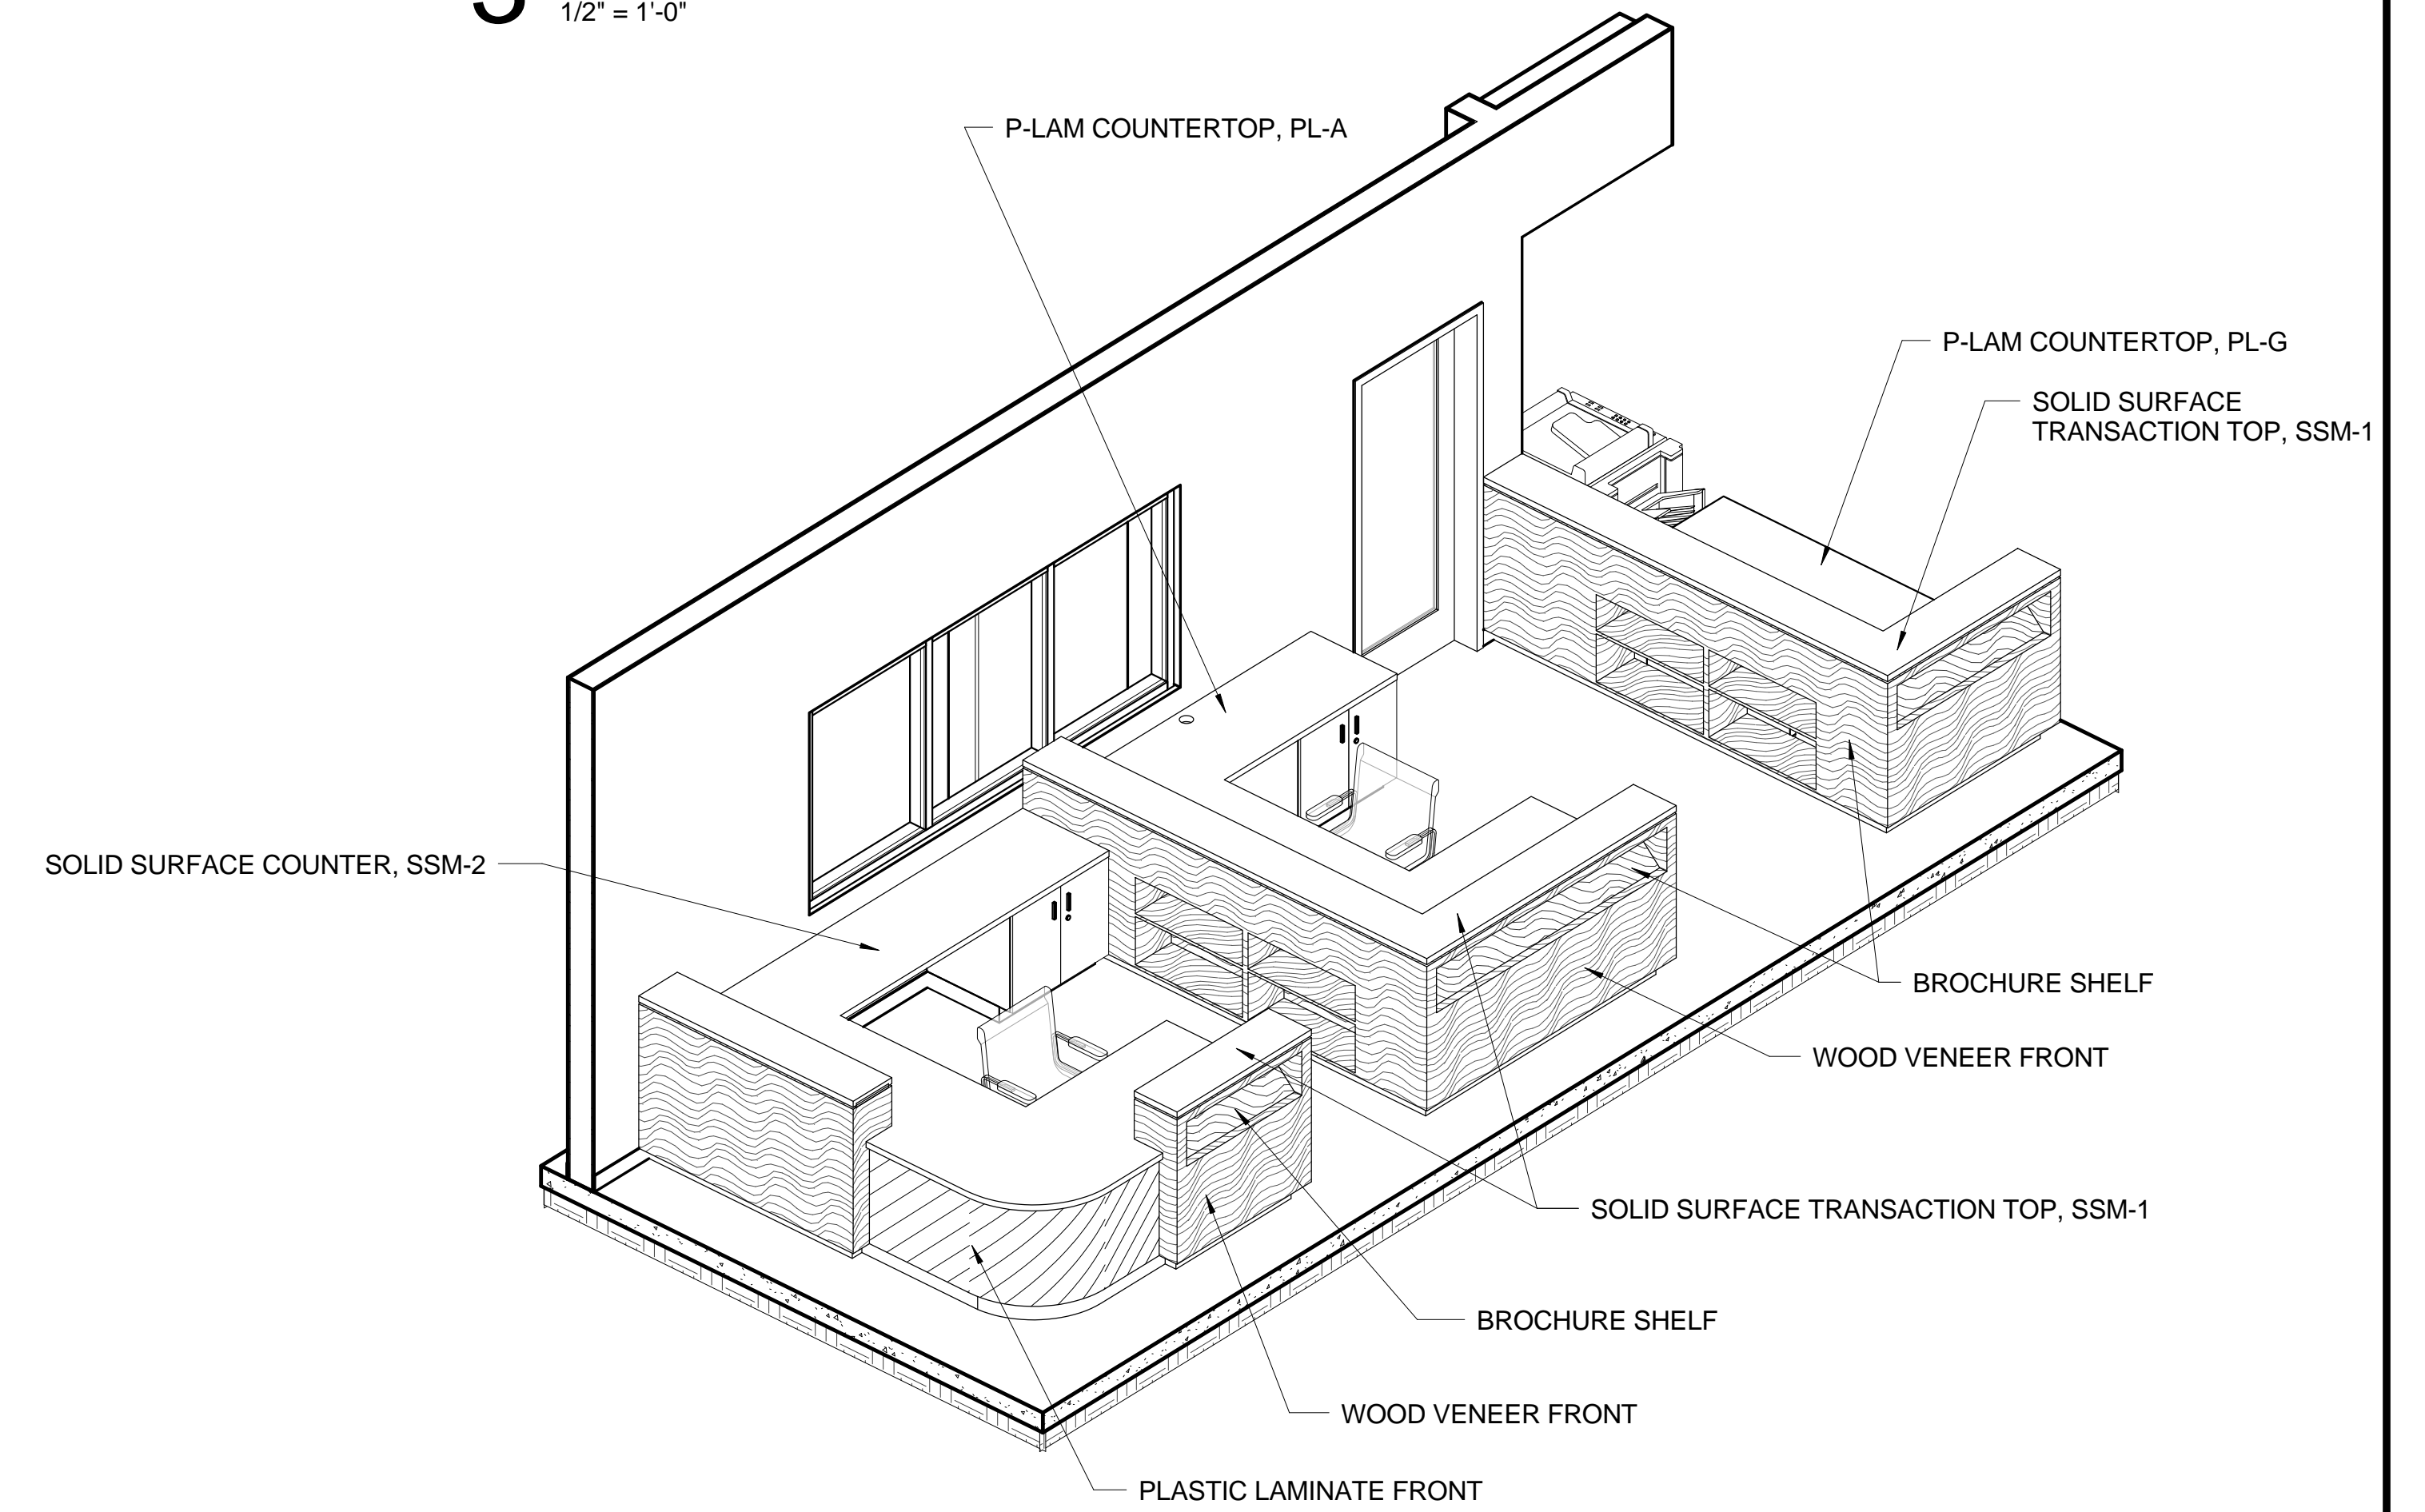 1/2" = 1'-0"
P-LAM COUNTERTOP, PL-A
P-LAM COUNTERTOP, PL-G
SOLID SURFACE
TRANSACTION TOP, SSM-1
SOLID SURFACE COUNTER, SSM-2
BROCHURE SHELF
WOOD VENEER FRONT
SOLID SURFACE TRANSACTION TOP, SSM-1
BROCHURE SHELF
WOOD VENEER FRONT
PLASTIC LAMINATE FRONT